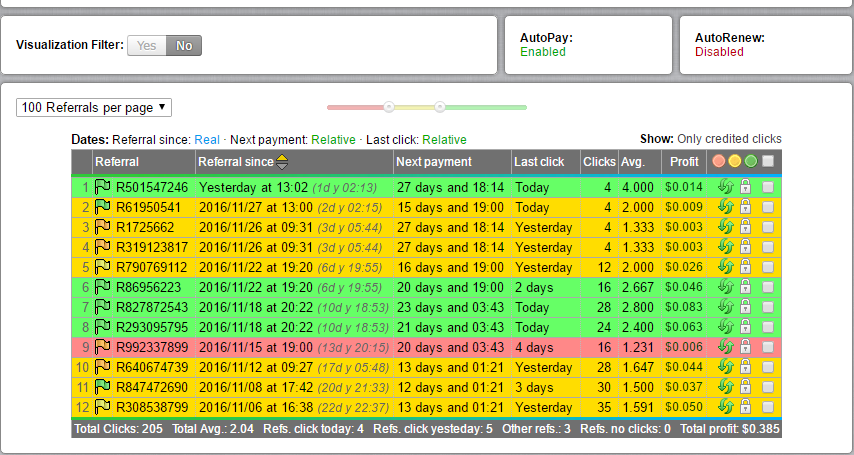 Visualization Filter: Yes No
AutoPay:
Enabled
AutoRenew:
Disabled
100 Referrals per page ▼
Dates: Referral since: Real · Next payment: Relative · Last click: Relative
Show: Only credited clicks
Referral Referral since Next payment Last click Clicks Avg. Profit
1 R501547246 Yesterday at 13:02 (1d y 02:13) 27 days and 18:14 Today 4 4.000 $0.014
2 R61950541 2016/11/27 at 13:00 (2d y 02:15) 15 days and 19:00 Today 4 2.000 $0.009
3 R1725662 2016/11/26 at 09:31 (3d y 05:44) 27 days and 18:14 Yesterday 4 1.333 $0.003
4 R319123817 2016/11/26 at 09:31 (3d y 05:44) 27 days and 18:14 Yesterday 4 1.333 $0.003
5 R790769112 2016/11/22 at 19:20 (6d y 19:55) 16 days and 19:00 Yesterday 12 2.000 $0.026
6 R86956223 2016/11/22 at 19:20 (6d y 19:55) 20 days and 19:00 2 days 16 2.667 $0.046
7 R827872543 2016/11/18 at 20:22 (10d y 18:53) 23 days and 03:43 Today 28 2.800 $0.083
8 R293095795 2016/11/18 at 20:22 (10d y 18:53) 21 days and 03:43 Today 24 2.400 $0.063
9 R992337899 2016/11/15 at 19:00 (13d y 20:15) 20 days and 03:43 4 days 16 1.231 $0.006
10 R640674739 2016/11/12 at 09:27 (17d y 05:48) 13 days and 01:21 Yesterday 28 1.647 $0.044
11 R847472690 2016/11/08 at 17:42 (20d y 21:33) 12 days and 01:21 3 days 30 1.500 $0.037
12 R308538799 2016/11/06 at 16:38 (22d y 22:37) 13 days and 01:21 Yesterday 35 1.591 $0.050
Total Clicks: 205 Total Avg.: 2.04 Refs. click today: 4 Refs. click yesteday: 5 Other refs.: 3 Refs. no clicks: 0 Total profit: $0.385